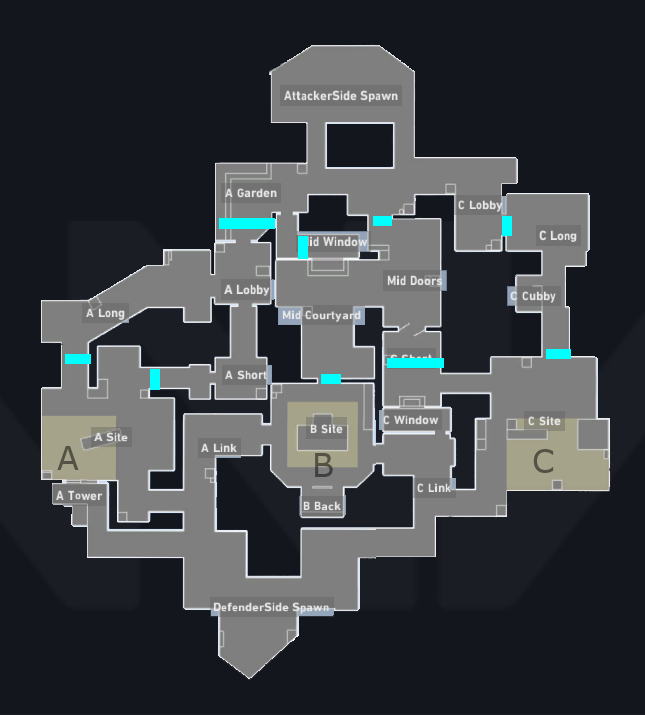 AttackerSide Spawn
A Garden
C Lobby
Mid Window
C Long
A Lobby
Mid Doors
C Cubby
A Long
Mid Courtyard
C Short
A Short
C Window
C Site
B Site
A Site
A Link
A
B
C
C Link
A Tower
B Back
DefenderSide Spawn